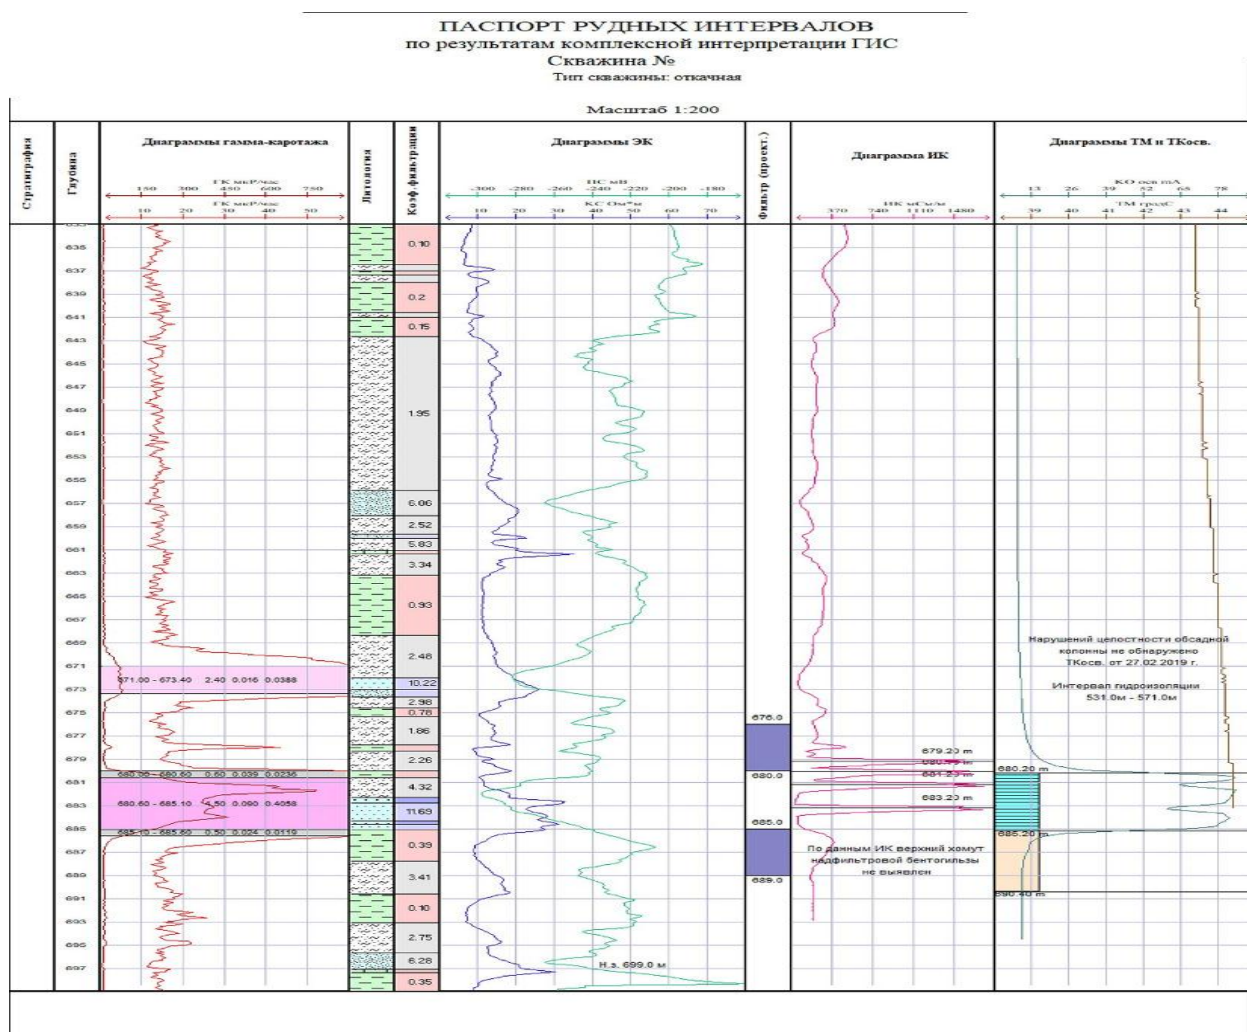 ПАСПОРТ РУДНЫХ ИНТЕРВАЛОВ
по результатам комплексной интерпретации ГИС
Скважина №
Тип скважины: откачная
Масштаб 1:200
Стратиграфия
Глубина
Диаграммы гамма-каротажа
Литология
Коэф.фильтрации
Диаграммы ЭК
Фильтр (проект.)
Диаграмма ИК
Диаграммы ТМ и ТКосв.
ГК мкР/час
150 300 450 600 750
ГК мкР/час
10 20 30 40 50
ПС мВ
-300 -280 -260 -240 -220 -200 -180
КС Ом*м
10 20 30 40 50 60 70
ИК мСм/м
370 740 1110 1480
КО осв mA
13 26 39 52 65 78
ТМ градС
39 40 41 42 43 44
635
637
639
641
643
645
647
649
651
653
655
657
659
661
663
665
667
669
671
673
675
677
679
681
683
685
687
689
691
693
695
697
671.00 - 673.40 2.40 0.016 0.0388
680.00 - 680.60 0.60 0.039 0.0236
680.60 - 685.10 4.50 0.090 0.4058
685.10 - 685.60 0.50 0.024 0.0119
0.10
0.2
0.15
1.95
6.06
2.52
5.83
3.34
0.93
2.48
10.22
2.98
0.78
1.86
2.26
4.32
11.69
0.39
3.41
0.10
2.75
6.28
0.35
Н.з. 699.0 м
676.0
680.0
685.0
689.0
679.20 m
681.20 m
683.20 m
По данным ИК верхний хомут
надфильтровой бентогильзы
не выявлен
Нарушений целостности обсадной
колонны не обнаружено
ТКосв. от 27.02.2019 г.
Интервал гидроизоляции
531.0м - 571.0м
680.20 m
685.20 m
690.40 m